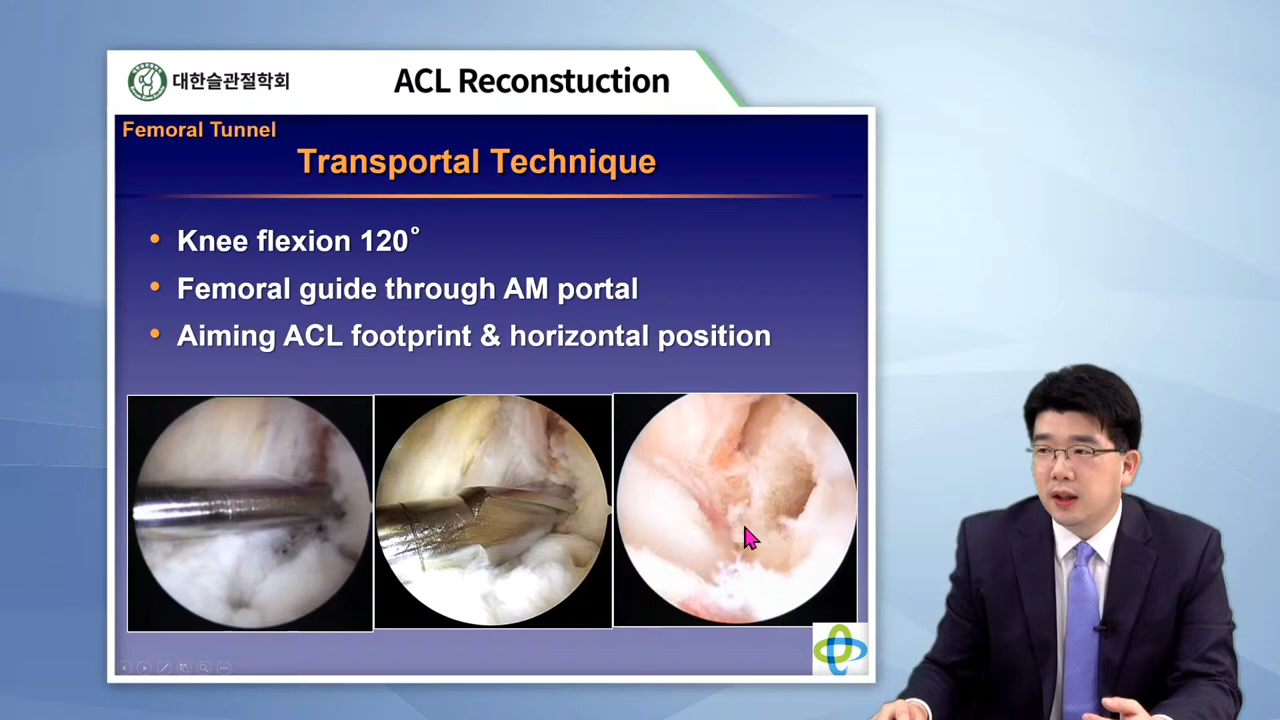 대한슬관절학회
ACL Reconstuction
Femoral Tunnel
Transportal Technique
• Knee flexion 120°
• Femoral guide through AM portal
• Aiming ACL footprint & horizontal position